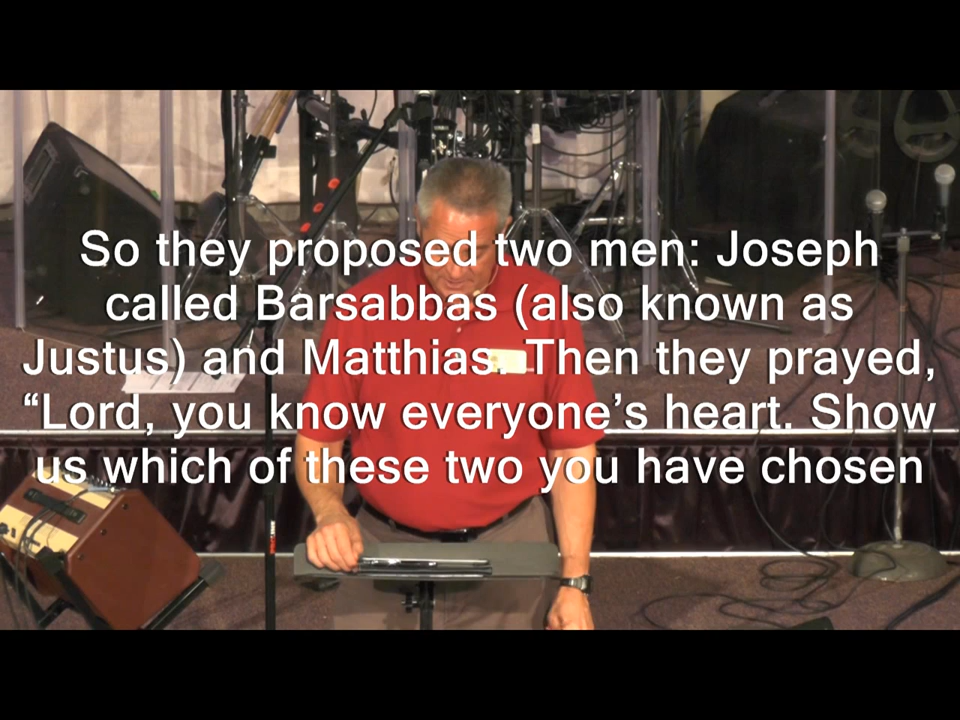 So they proposed two men: Joseph
called Barsabbas (also known as
Justus) and Matthias. Then they prayed,
“Lord, you know everyone’s heart. Show
us which of these two you have chosen